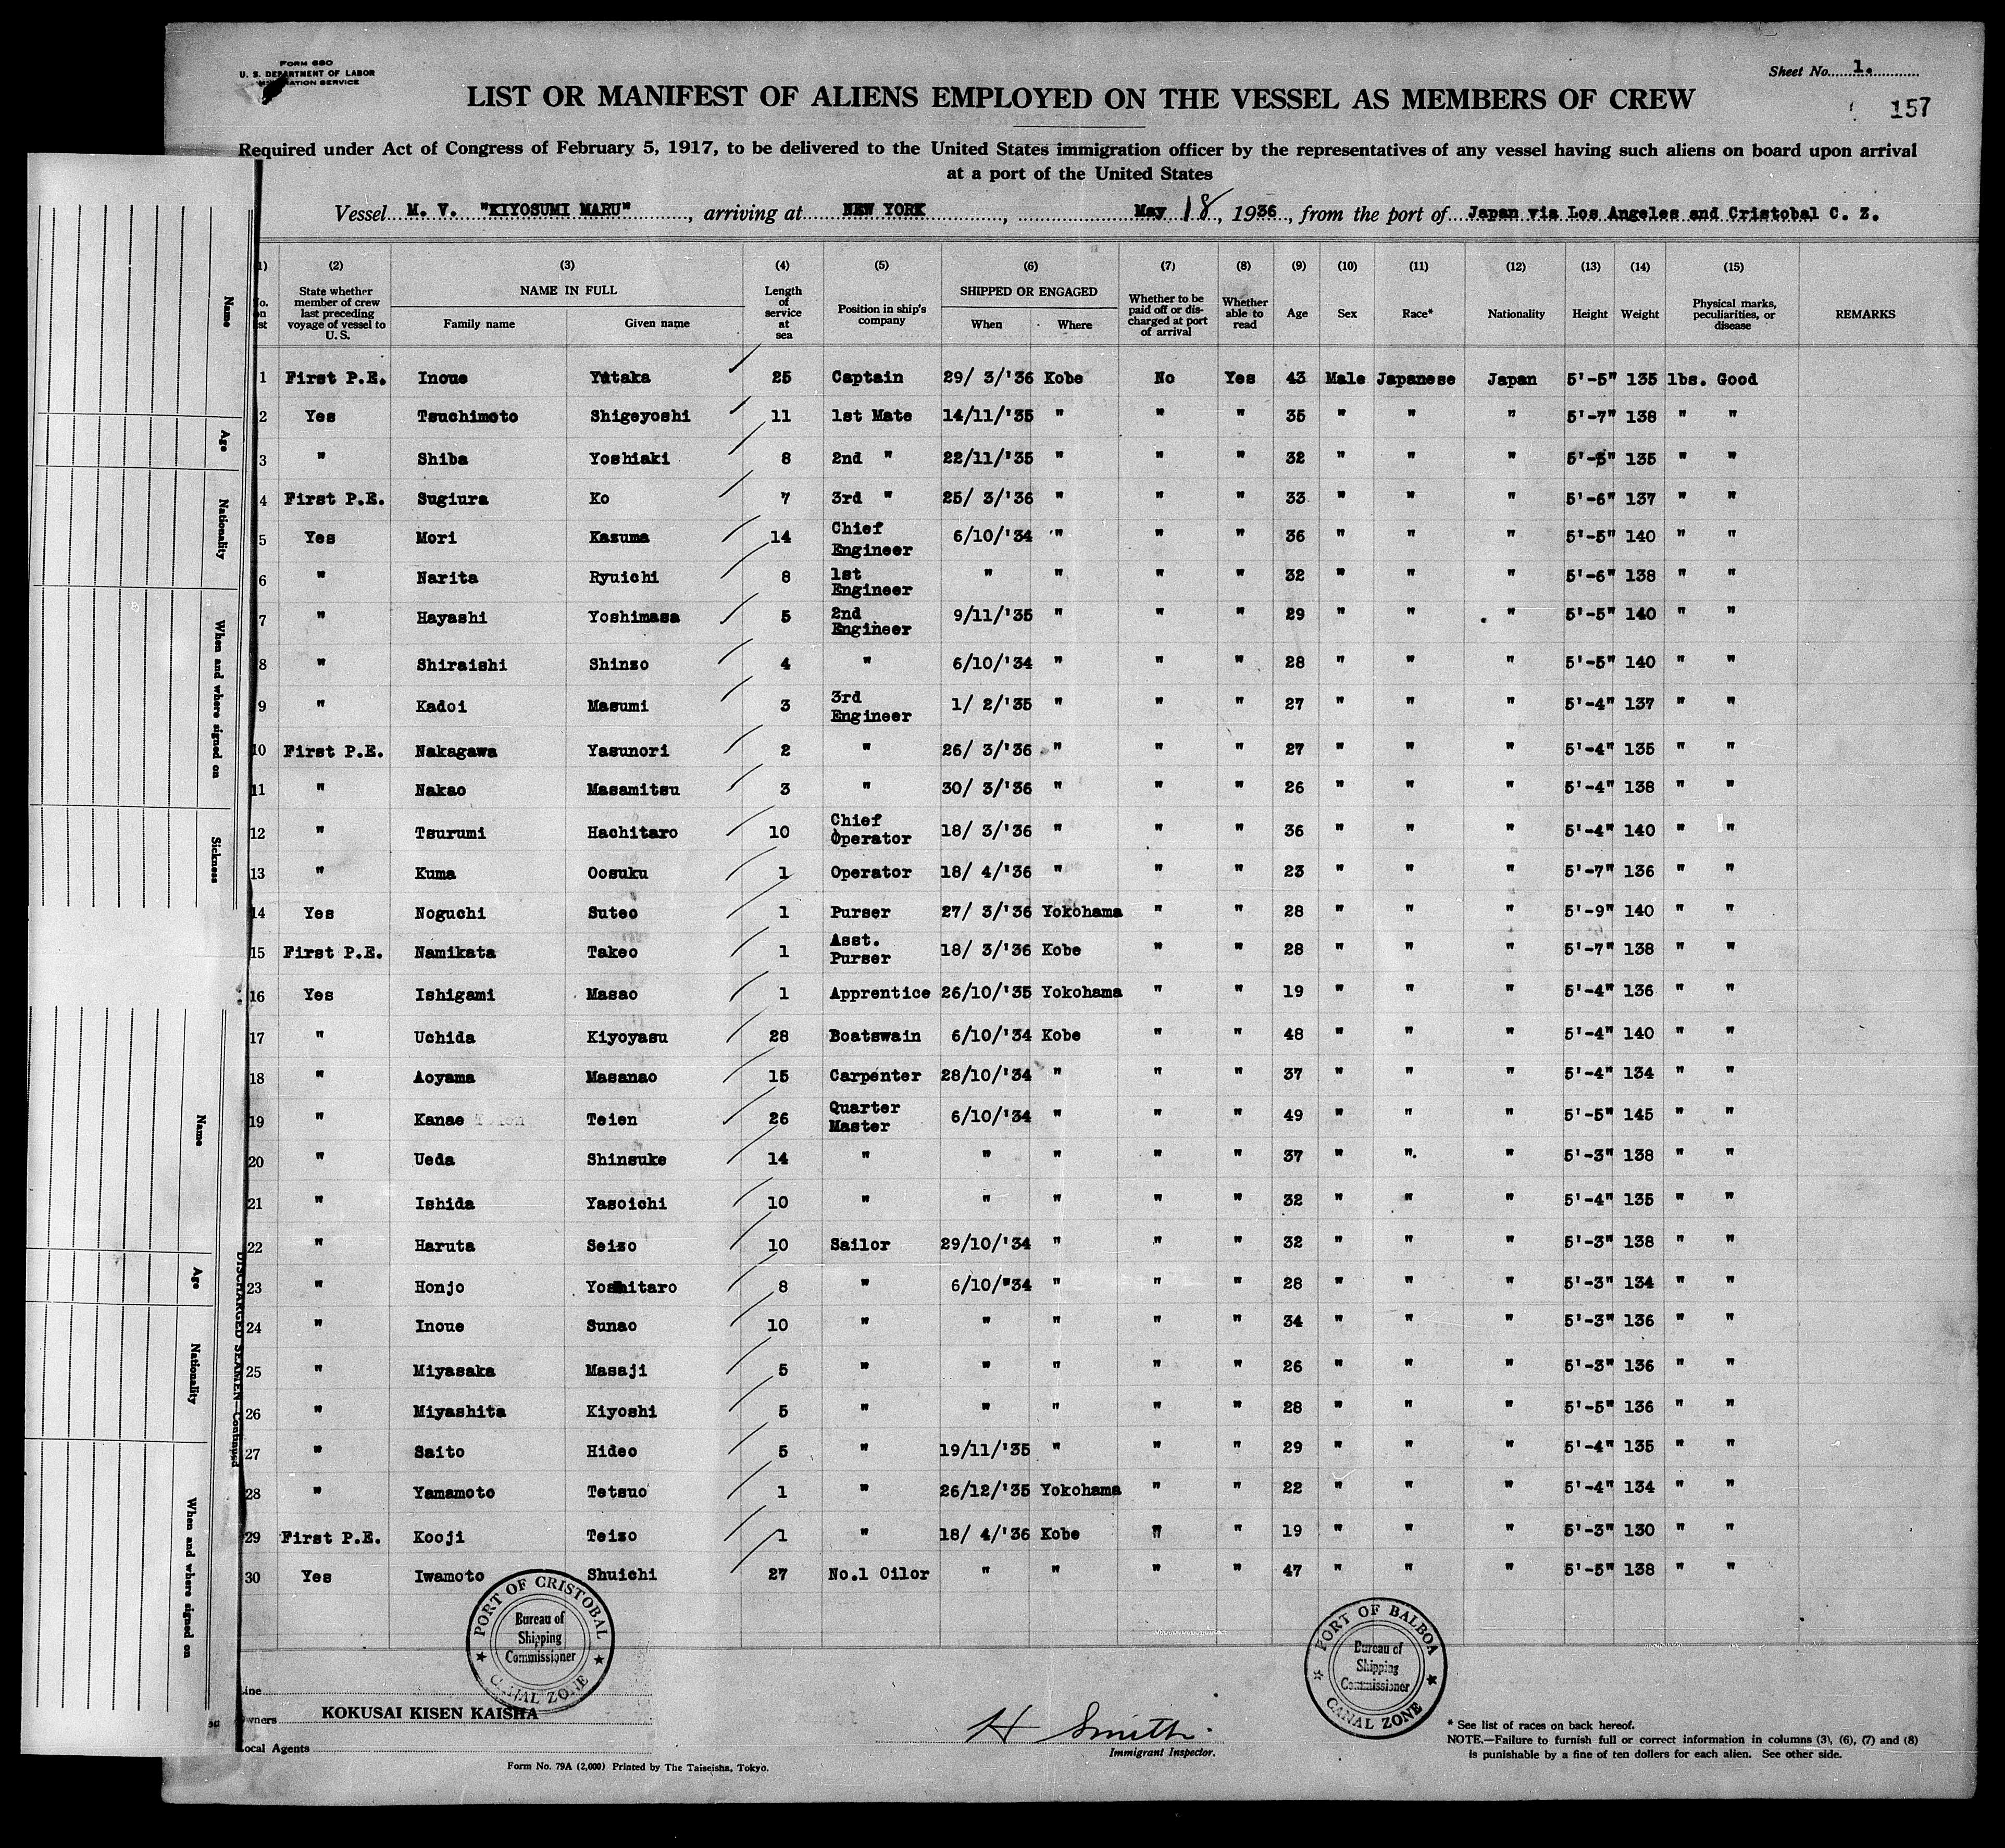 FORM 680
U. S. DEPARTMENT OF LABOR
IMMIGRATION SERVICE
Sheet No. 1.
157
LIST OR MANIFEST OF ALIENS EMPLOYED ON THE VESSEL AS MEMBERS OF CREW
Required under Act of Congress of February 5, 1917, to be delivered to the United States immigration officer by the representatives of any vessel having such aliens on board upon arrival
at a port of the United States
Vessel M. V. "KIYOSUMI MARU", arriving at NEW YORK, May 18, 1936, from the port of Japan via Los Angeles and Cristobal C. Z.
(1) (2) (3) (4) (5) (6) (7) (8) (9) (10) (11) (12) (13) (14) (15)
No. on list | State whether member of crew last preceding voyage of vessel to U. S. | NAME IN FULL Family name | Given name | Length of service at sea | Position in ship's company | SHIPPED OR ENGAGED When | Where | Whether to be paid off or discharged at port of arrival | Whether able to read | Age | Sex | Race* | Nationality | Height | Weight | Physical marks, peculiarities, or disease | REMARKS
1 First P.E. Inoue Yutaka 25 Captain 29/ 3/'36 Kobe No Yes 43 Male Japanese Japan 5'-5" 135 lbs. Good
2 Yes Tsuchimoto Shigeyoshi 11 1st Mate 14/11/'35 " " " 35 " " " 5'-7" 138 " "
3 " Shiba Yoshiaki 8 2nd " 22/11/'35 " " " 32 " " " 5'-5" 135 " "
4 First P.E. Sugiura Ko 7 3rd " 25/ 3/'36 " " " 33 " " " 5'-6" 137 " "
5 Yes Mori Kazuma 14 Chief Engineer 6/10/'34 " " " 36 " " " 5'-5" 140 " "
6 " Narita Ryuichi 8 1st Engineer " " " " 32 " " " 5'-6" 138 " "
7 " Hayashi Yoshimasa 5 2nd Engineer 9/11/'35 " " " 29 " " " 5'-5" 140 " "
8 " Shiraishi Shinzo 4 " 6/10/'34 " " " 28 " " " 5'-5" 140 " "
9 " Kadoi Masumi 3 3rd Engineer 1/ 2/'35 " " " 27 " " " 5'-4" 137 " "
10 First P.E. Nakagawa Yasunori 2 " 26/ 3/'36 " " " 27 " " " 5'-4" 135 " "
11 " Nakao Masamitsu 3 " 30/ 3/'36 " " " 26 " " " 5'-4" 138 " "
12 " Tsurumi Hachitaro 10 Chief Operator 18/ 3/'36 " " " 36 " " " 5'-4" 140 " "
13 " Kuma Oosuku 1 Operator 18/ 4/'36 " " " 23 " " " 5'-7" 136 " "
14 Yes Noguchi Suteo 1 Purser 27/ 3/'36 Yokohama " " 28 " " " 5'-9" 140 " "
15 First P.E. Namikata Takeo 1 Asst. Purser 18/ 3/'36 Kobe " " 28 " " " 5'-7" 138 " "
16 Yes Ishigami Masao 1 Apprentice 26/10/'35 Yokohama " " 19 " " " 5'-4" 136 " "
17 " Uchida Kiyoyasu 28 Boatswain 6/10/'34 Kobe " " 48 " " " 5'-4" 140 " "
18 " Aoyama Masanao 15 Carpenter 28/10/'34 " " " 37 " " " 5'-4" 134 " "
19 " Kanae Teien 26 Quarter Master 6/10/'34 " " " 49 " " " 5'-5" 145 " "
20 " Ueda Shinsuke 14 " " " " " 37 " " " 5'-3" 138 " "
21 " Ishida Yasoichi 10 " " " " " 32 " " " 5'-4" 135 " "
22 " Haruta Seizo 10 Sailor 29/10/'34 " " " 32 " " " 5'-3" 138 " "
23 " Honjo Yoshitaro 8 " 6/10/"34 " " " 28 " " " 5'-3" 134 " "
24 " Inoue Sunao 10 " " " " " 34 " " " 5'-3" 136 " "
25 " Miyasaka Masaji 5 " " " " " 26 " " " 5'-3" 136 " "
26 " Miyashita Kiyoshi 5 " " " " " 28 " " " 5'-5" 136 " "
27 " Saito Hideo 5 " 19/11/'35 " " " 29 " " " 5'-4" 135 " "
28 " Yamamoto Tetsuo 1 " 26/12/'35 Yokohama " " 22 " " " 5'-4" 134 " "
29 First P.E. Kooji Teizo 1 " 18/ 4/'36 Kobe " " 19 " " " 5'-3" 130 " "
30 Yes Iwamoto Shuichi 27 No.1 Oilor " " " " 47 " " " 5'-5" 138 " "
PORT OF CRISTOBAL
Bureau of
Shipping
Commissioner
CANAL ZONE
PORT OF BALBOA
Bureau of
Shipping
Commissioner
CANAL ZONE
Line
Owners KOKUSAI KISEN KAISHA
Local Agents
H Smith
Immigrant Inspector.
* See list of races on back hereof.
NOTE.—Failure to furnish full or correct information in columns (3), (6), (7) and (8)
is punishable by a fine of ten dollars for each alien. See other side.
Form No. 79A (2,000) Printed by The Taiseisha, Tokyo.
Name
Age
Nationality
When and where signed on
Sickness
DISCHARGED SEAMEN—Continued
Name
Age
Nationality
When and where signed on